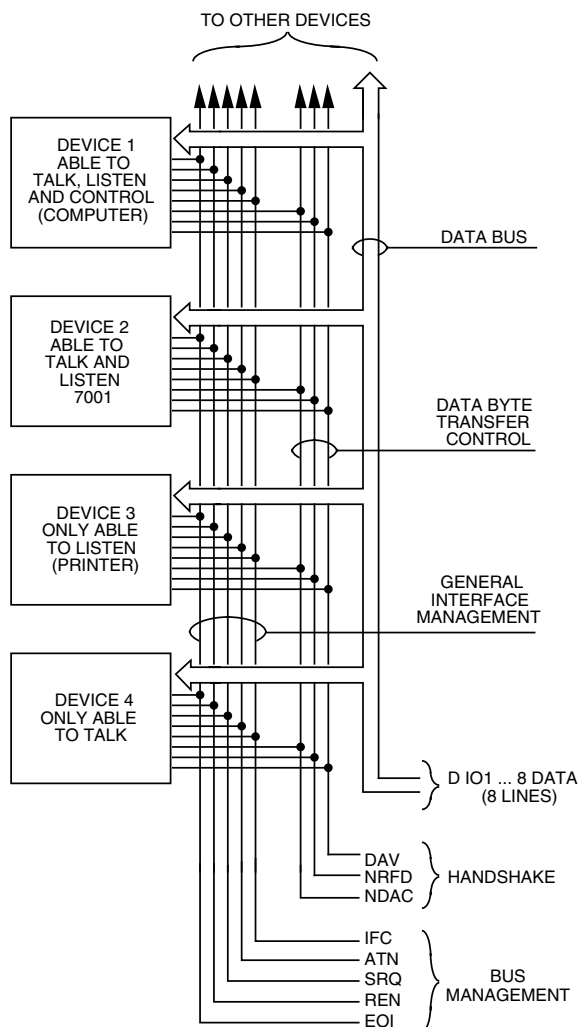 TO OTHER DEVICES
DEVICE 1
ABLE TO
TALK, LISTEN
AND CONTROL
(COMPUTER)
DATA BUS
DEVICE 2
ABLE TO
TALK AND
LISTEN
7001
DATA BYTE
TRANSFER
CONTROL
DEVICE 3
ONLY ABLE
TO LISTEN
(PRINTER)
GENERAL
INTERFACE
MANAGEMENT
DEVICE 4
ONLY ABLE
TO TALK
D IO1 ... 8 DATA
(8 LINES)
DAV
NRFD
NDAC
HANDSHAKE
IFC
ATN
SRQ
REN
EOI
BUS
MANAGEMENT